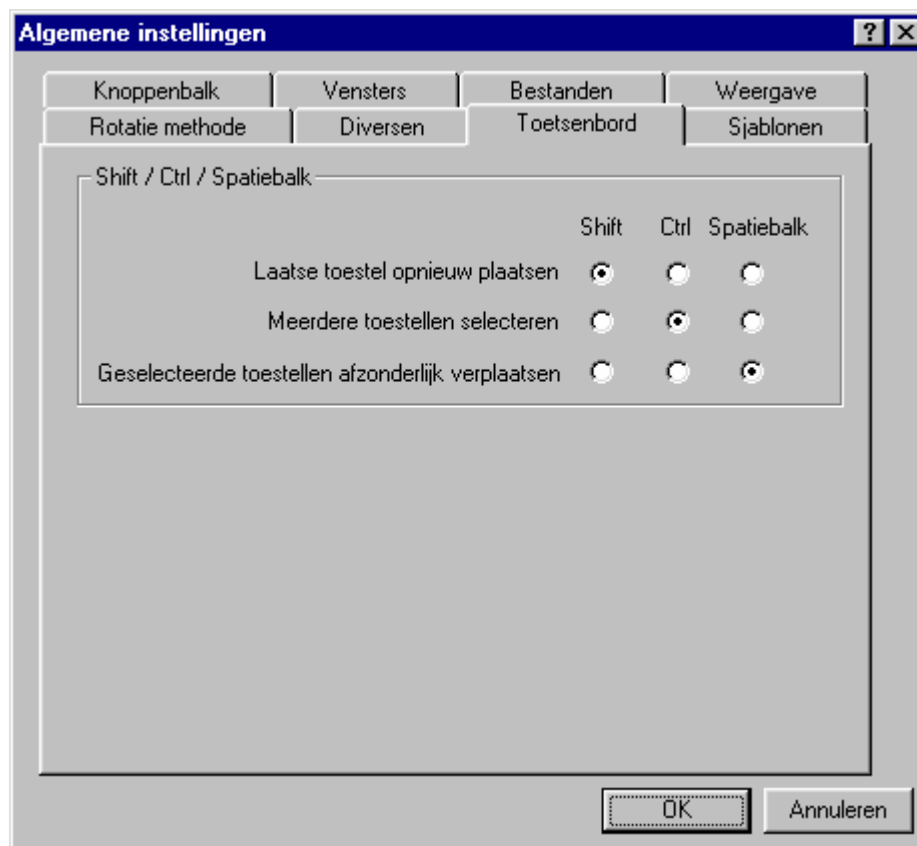 Algemene instellingen
Knoppenbalk Vensters Bestanden Weergave
Rotatie methode Diversen Toetsenbord Sjablonen
Shift / Ctrl / Spatiebalk
Shift Ctrl Spatiebalk
Laatse toestel opnieuw plaatsen
Meerdere toestellen selecteren
Geselecteerde toestellen afzonderlijk verplaatsen
OK Annuleren